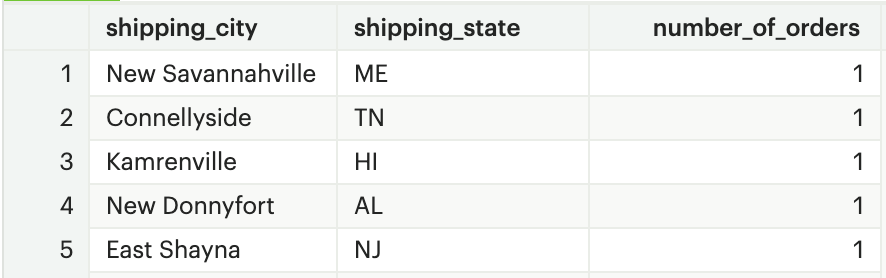 shipping_city shipping_state number_of_orders
1 New Savannahville ME 1
2 Connellyside TN 1
3 Kamrenville HI 1
4 New Donnyfort AL 1
5 East Shayna NJ 1